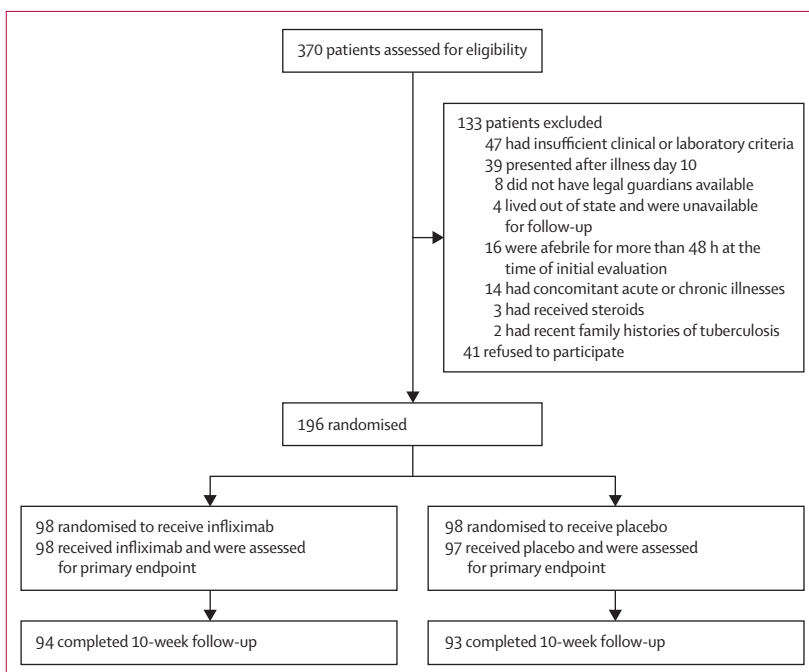 370 patients assessed for eligibility
133 patients excluded
47 had insufficient clinical or laboratory criteria
39 presented after illness day 10
8 did not have legal guardians available
4 lived out of state and were unavailable
for follow-up
16 were afebrile for more than 48 h at the
time of initial evaluation
14 had concomitant acute or chronic illnesses
3 had received steroids
2 had recent family histories of tuberculosis
41 refused to participate
196 randomised
98 randomised to receive infliximab
98 received infliximab and were assessed
for primary endpoint
98 randomised to receive placebo
97 received placebo and were assessed
for primary endpoint
94 completed 10-week follow-up
93 completed 10-week follow-up